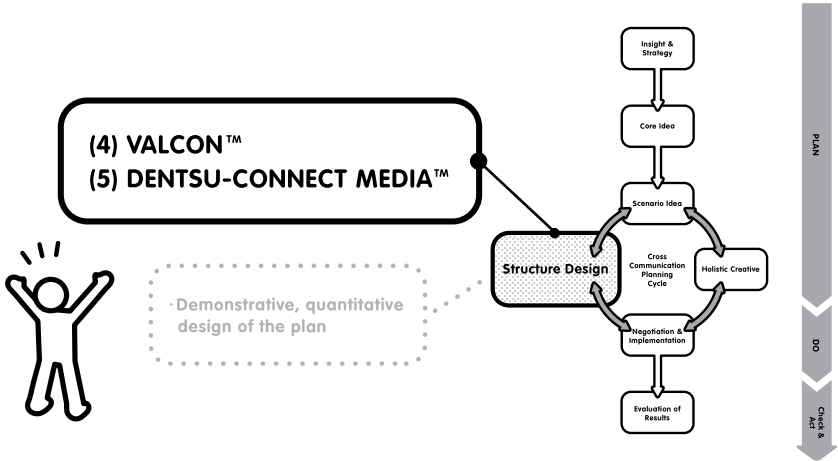 (4) VALCON™
(5) DENTSU-CONNECT MEDIA™
·Demonstrative, quantitative
design of the plan
Insight &
Strategy
Core Idea
Scenario Idea
Structure Design
Cross
Communication
Planning
Cycle
Holistic Creative
Negotiation &
Implementation
Evaluation of
Results
PLAN
DO
Check &
Act